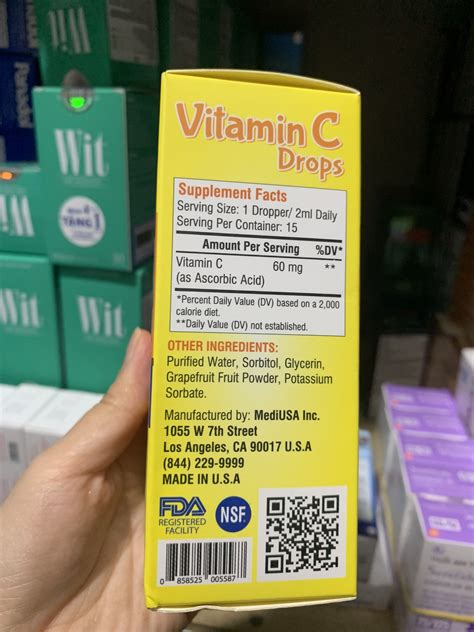 Wit
Panadol
Wit
TẶNG 1
Wit
Wit
Vitamin C
Drops
Supplement Facts
Serving Size: 1 Dropper/ 2ml Daily
Serving Per Container: 15
Amount Per Serving %DV*
Vitamin C 60 mg **
(as Ascorbic Acid)
*Percent Daily Value (DV) based on a 2,000
calorie diet.
**Daily Value (DV) not established.
OTHER INGREDIENTS:
Purified Water, Sorbitol, Glycerin,
Grapefruit Fruit Powder, Potassium
Sorbate.
Manufactured by: MediUSA Inc.
1055 W 7th Street
Los Angeles, CA 90017 U.S.A
(844) 229-9999
MADE IN U.S.A
FDA
REGISTERED
FACILITY
NSF
0 858525 005587